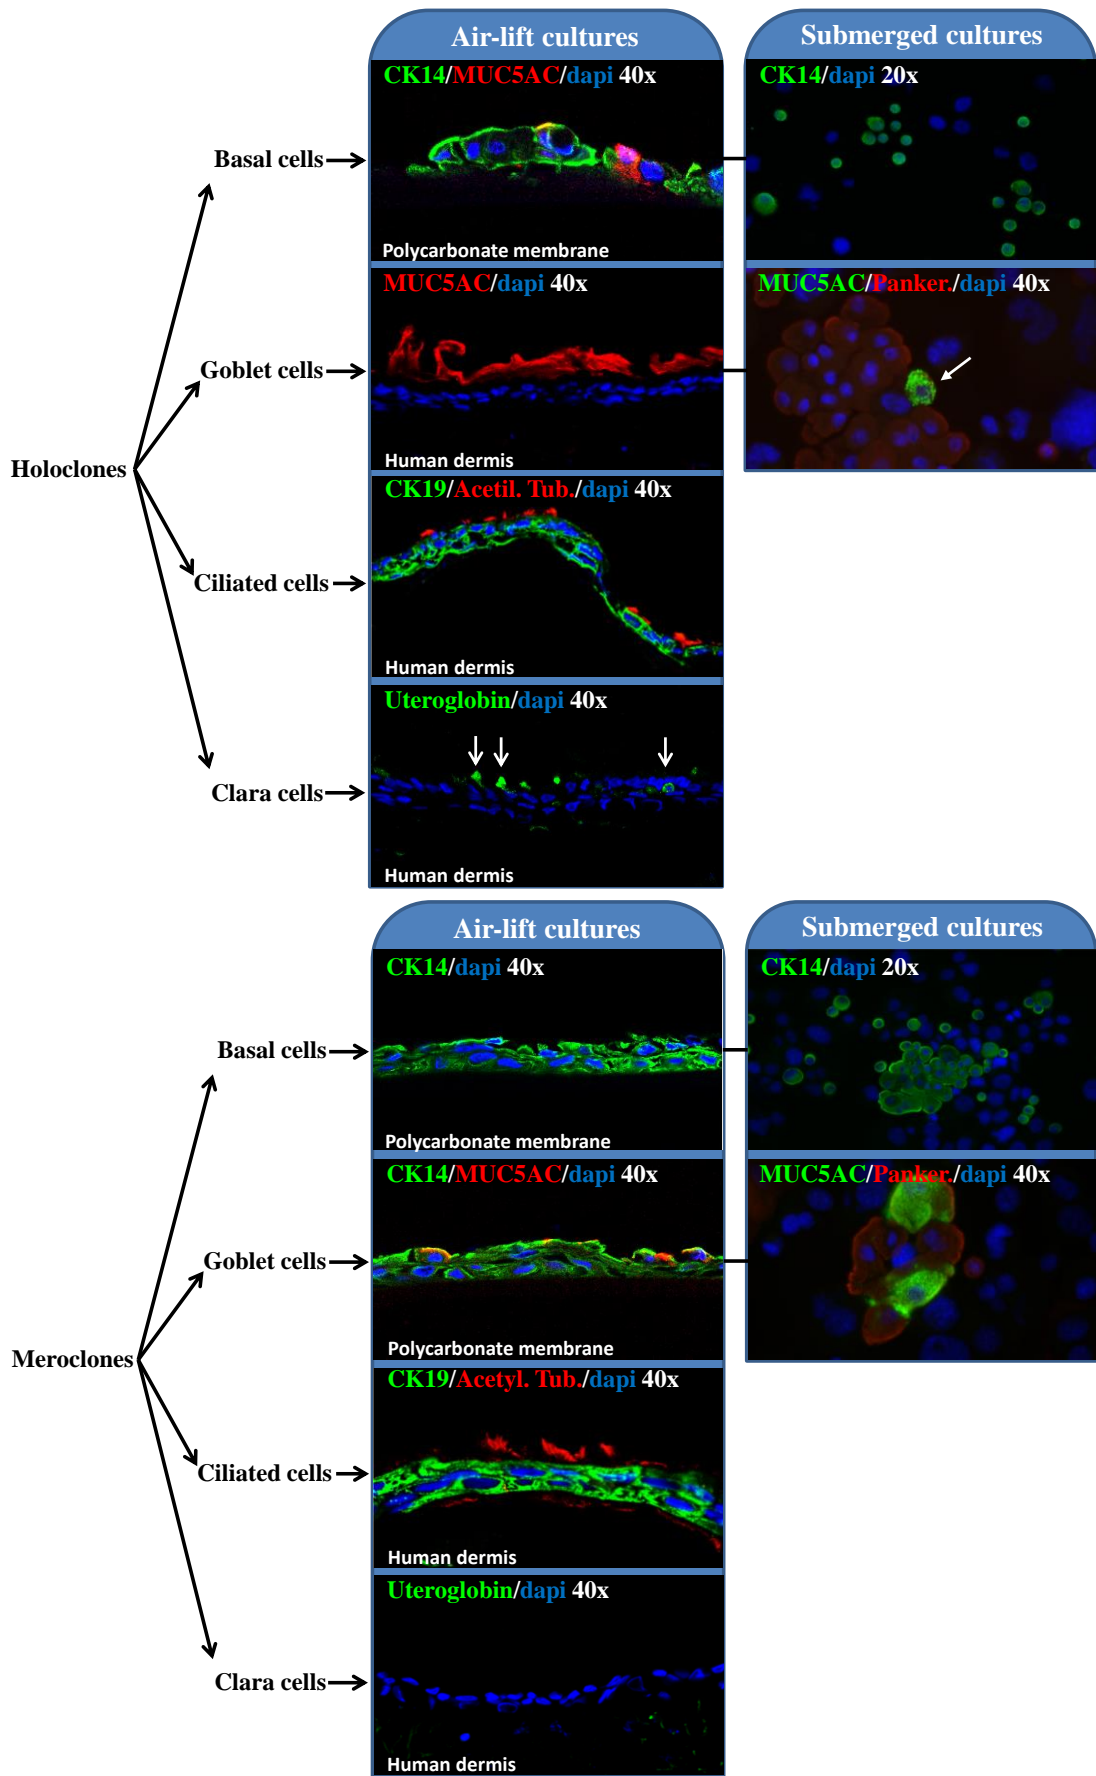 Air-lift cultures
Submerged cultures
CK14/MUC5AC/dapi 40x
CK14/dapi 20x
Basal cells
Polycarbonate membrane
MUC5AC/dapi 40x
MUC5AC/Panker./dapi 40x
Goblet cells
Human dermis
Holoclones
CK19/Acetil. Tub./dapi 40x
Ciliated cells
Human dermis
Uteroglobin/dapi 40x
Clara cells
Human dermis
Air-lift cultures
Submerged cultures
CK14/dapi 40x
CK14/dapi 20x
Basal cells
Polycarbonate membrane
CK14/MUC5AC/dapi 40x
MUC5AC/Panker./dapi 40x
Goblet cells
Polycarbonate membrane
Meroclones
CK19/Acetyl. Tub./dapi 40x
Ciliated cells
Human dermis
Uteroglobin/dapi 40x
Clara cells
Human dermis